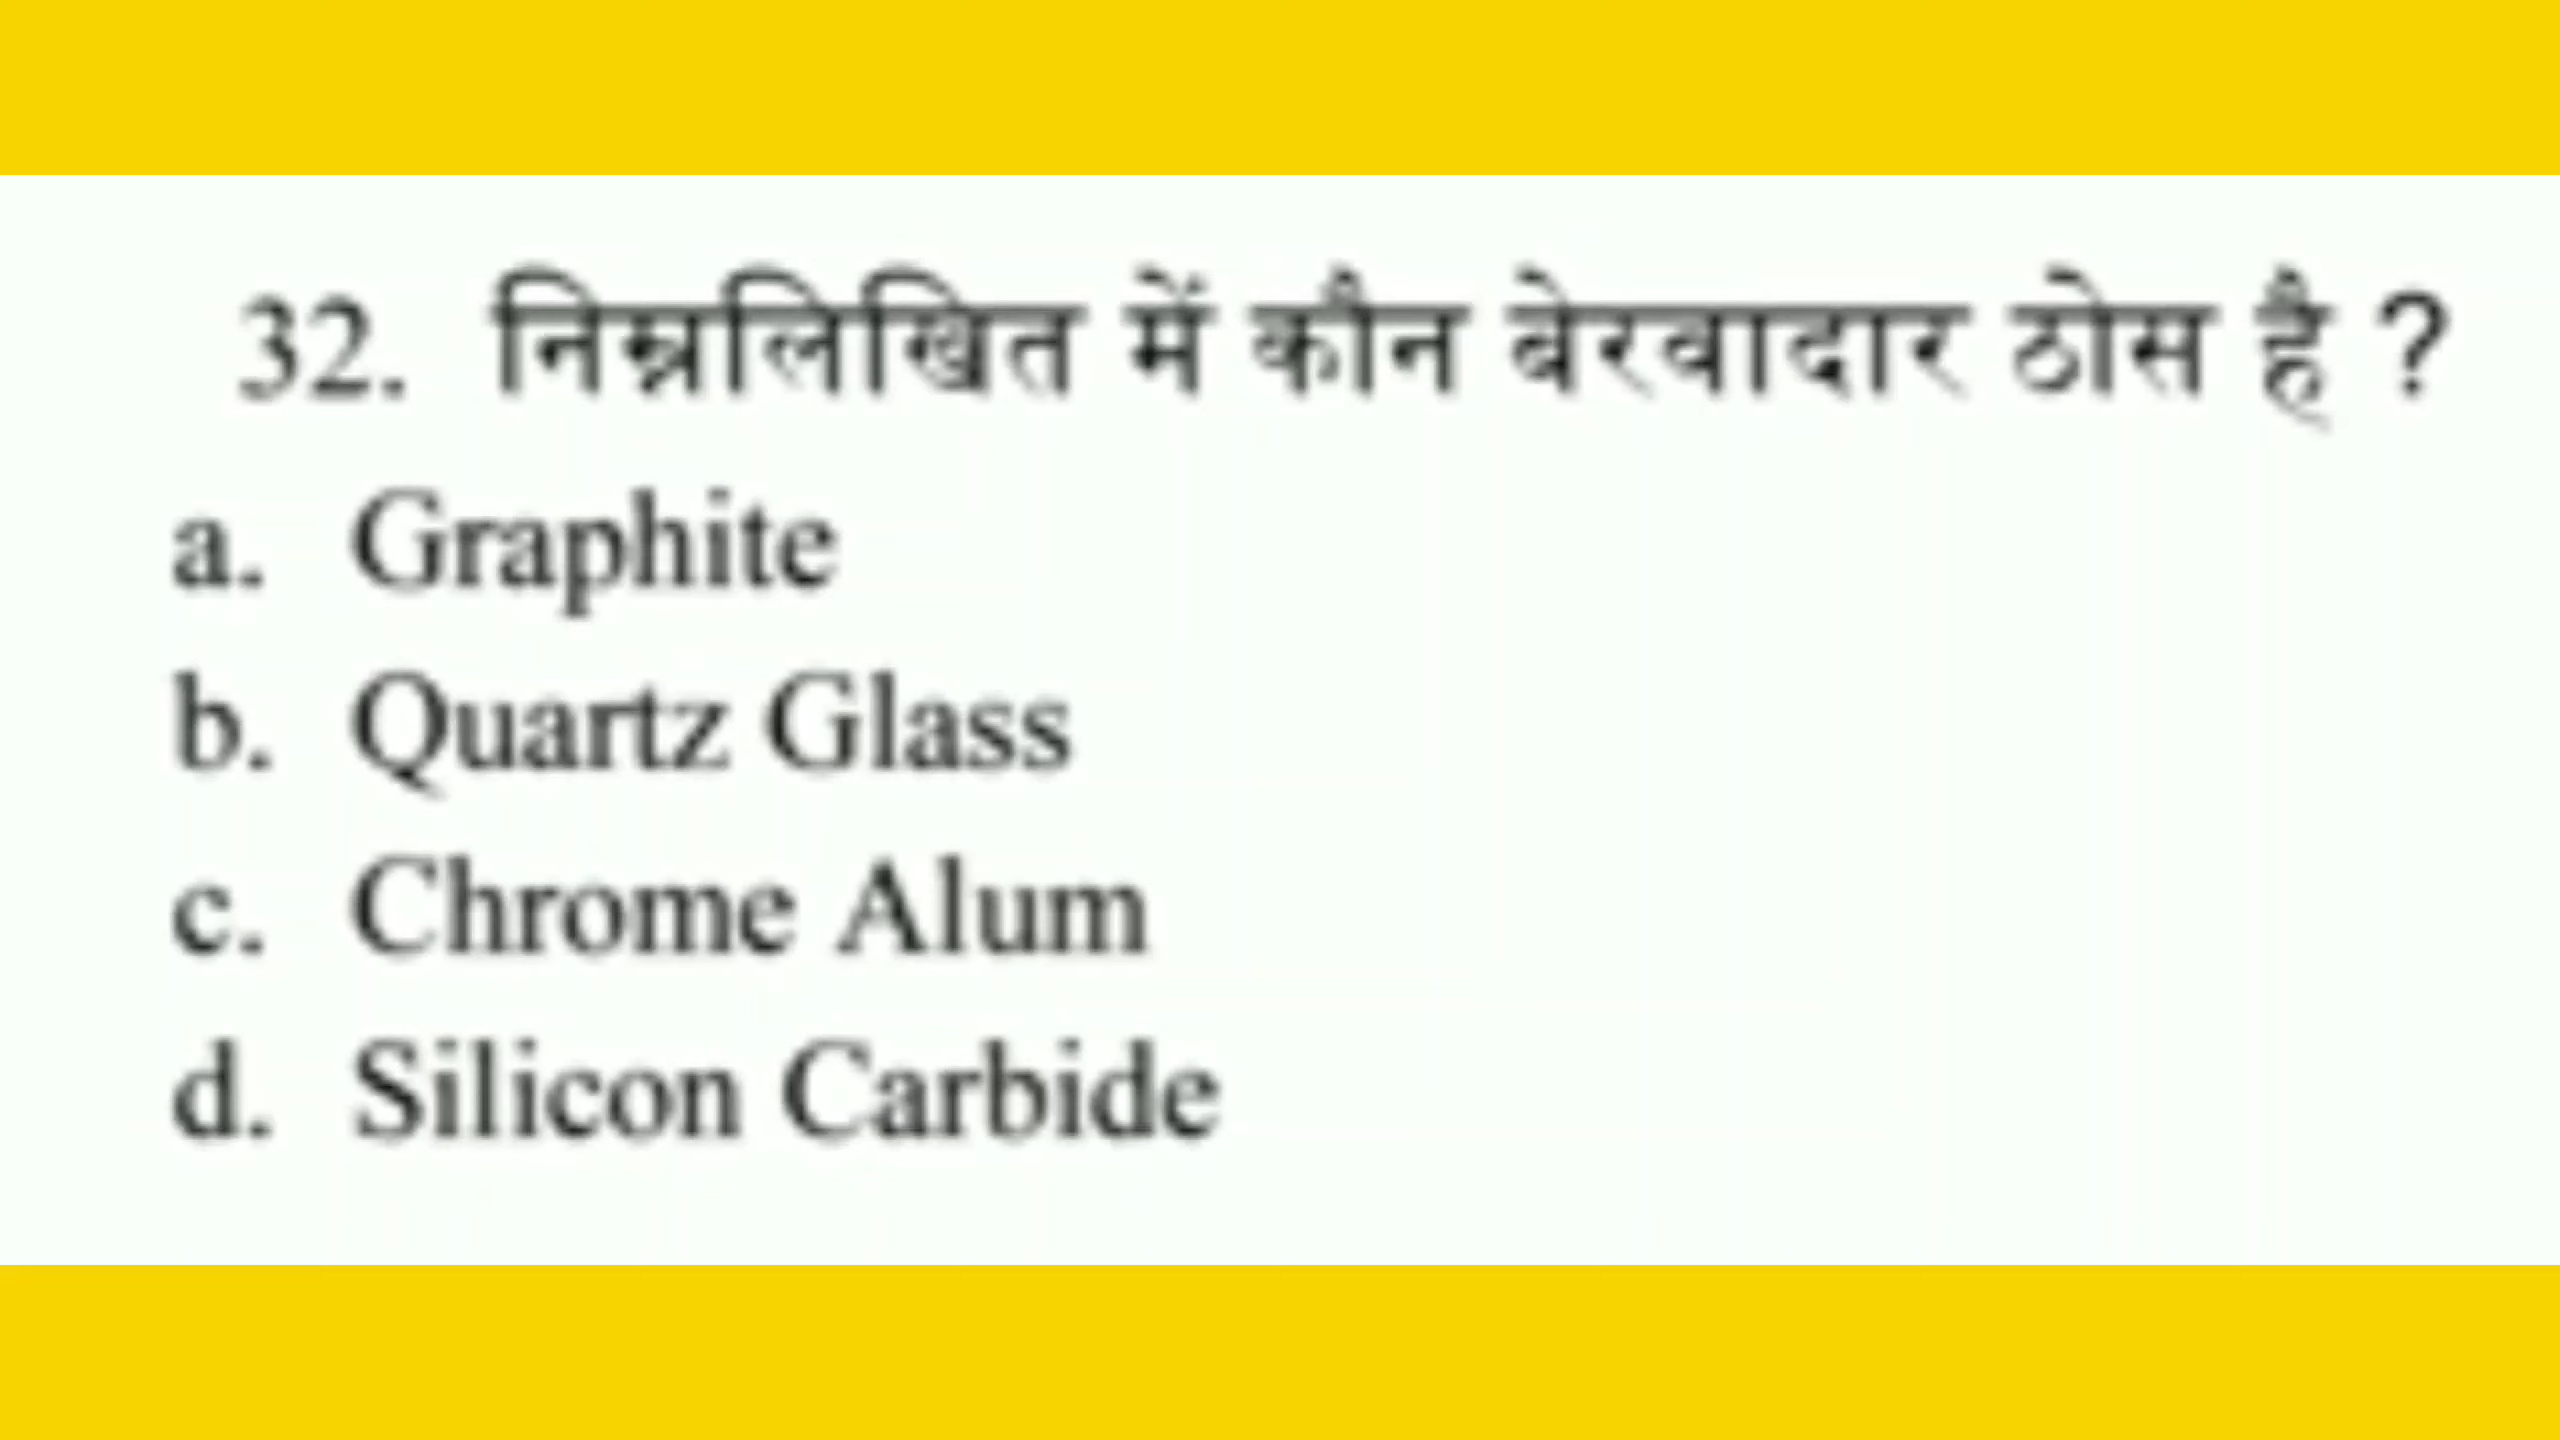 32. निम्नलिखित में कौन बेरवादार ठोस है ?
a. Graphite
b. Quartz Glass
c. Chrome Alum
d. Silicon Carbide